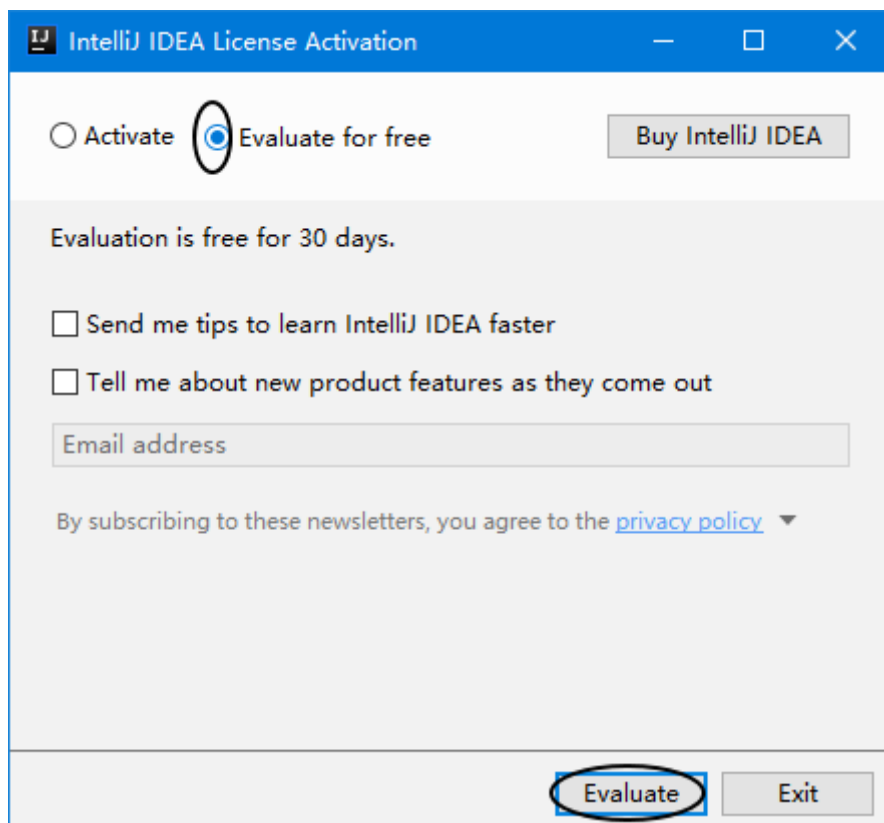 IJ IntelliJ IDEA License Activation
Activate Evaluate for free Buy IntelliJ IDEA
Evaluation is free for 30 days.
Send me tips to learn IntelliJ IDEA faster
Tell me about new product features as they come out
Email address
By subscribing to these newsletters, you agree to the privacy policy
Evaluate Exit